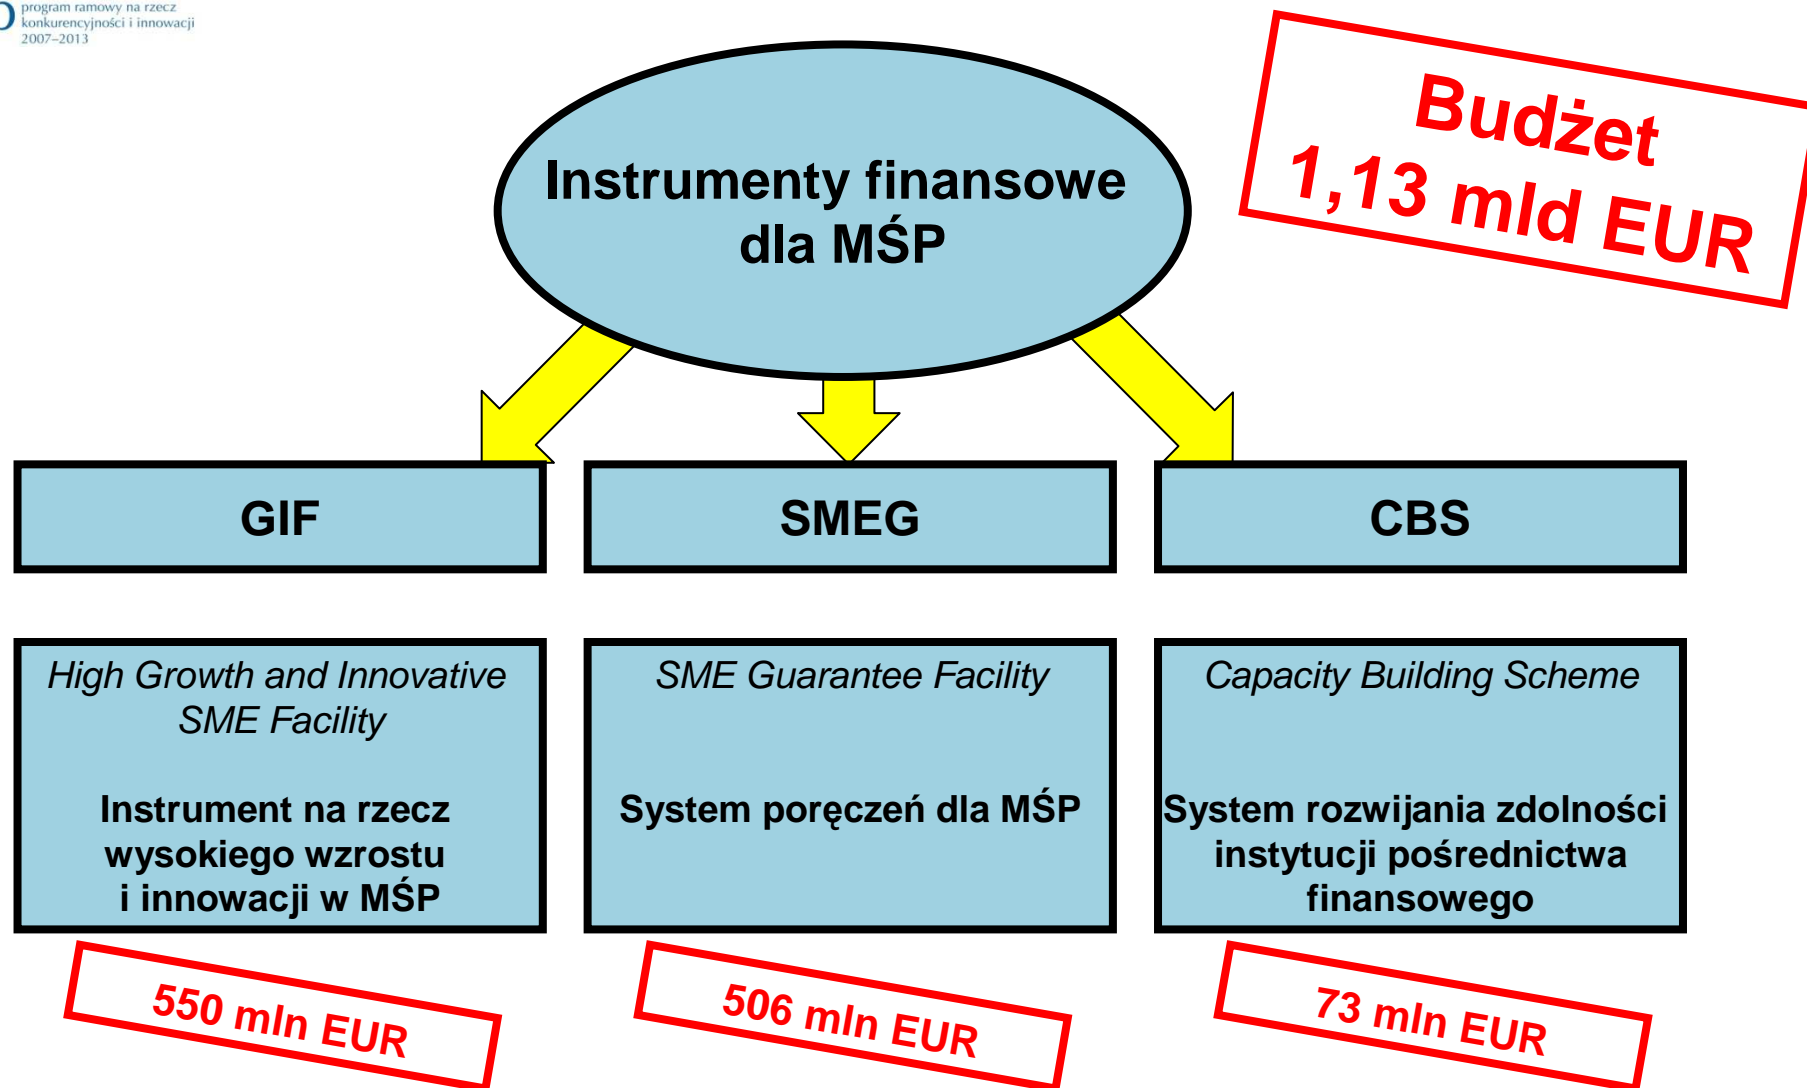 program ramowy na rzecz
konkurencyjności i innowacji
2007–2013
Budżet
1,13 mld EUR
Instrumenty finansowe
dla MŚP
GIF
SMEG
CBS
High Growth and Innovative
SME Facility
Instrument na rzecz
wysokiego wzrostu
i innowacji w MŚP
SME Guarantee Facility
System poręczeń dla MŚP
Capacity Building Scheme
System rozwijania zdolności
instytucji pośrednictwa
finansowego
550 mln EUR
506 mln EUR
73 mln EUR